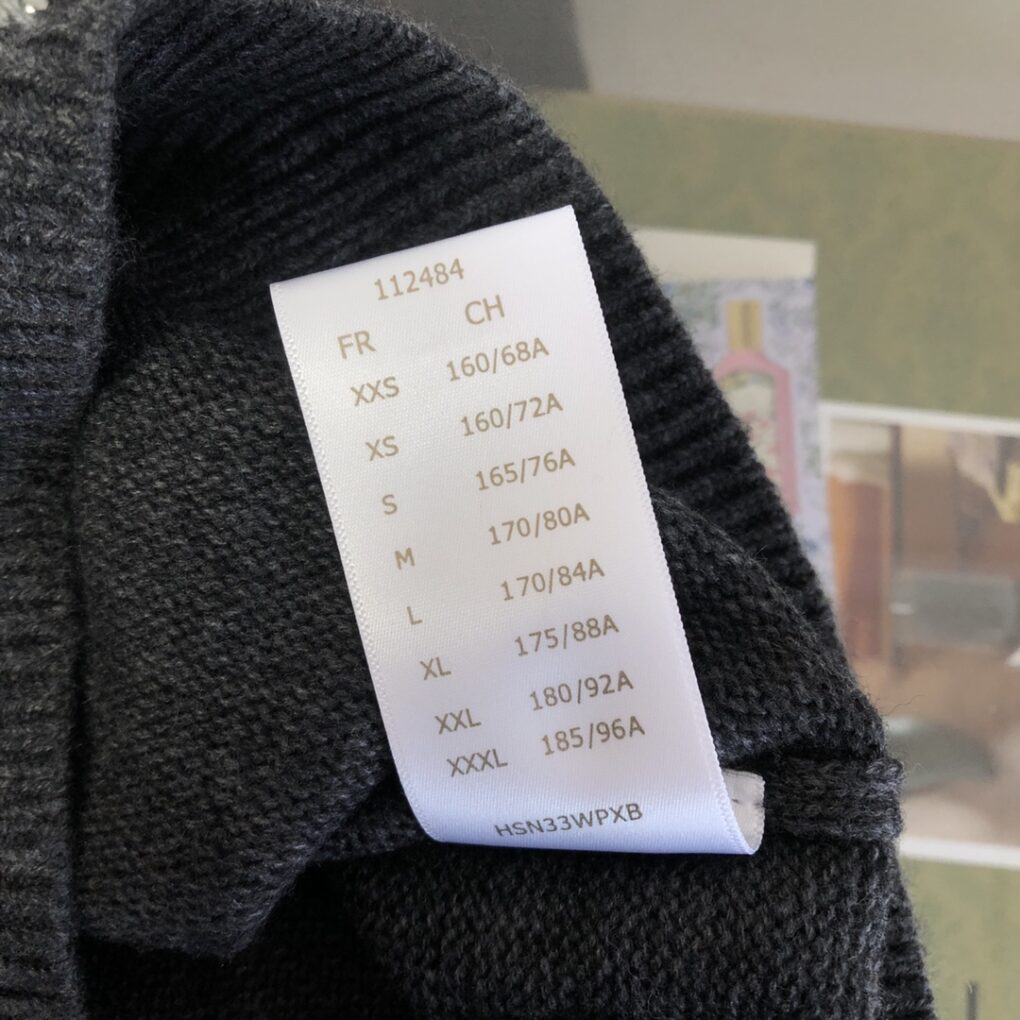 112484
FR CH
XXS 160/68A
XS 160/72A
S 165/76A
M 170/80A
L 170/84A
XL 175/88A
XXL 180/92A
XXXL 185/96A
HSN33WPXB